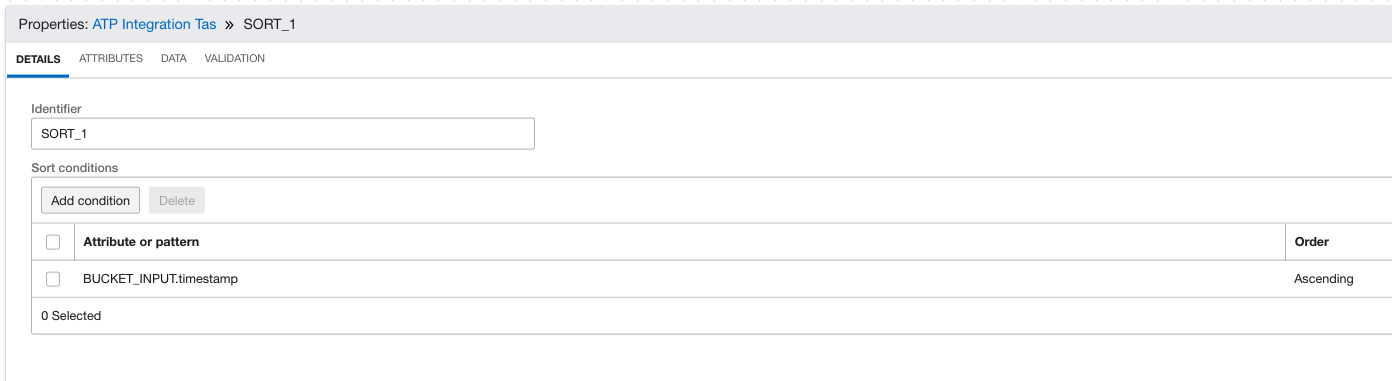 Properties: ATP Integration Tas » SORT_1
DETAILS ATTRIBUTES DATA VALIDATION
Identifier
SORT_1
Sort conditions
Add condition Delete
Attribute or pattern Order
BUCKET_INPUT.timestamp Ascending
0 Selected